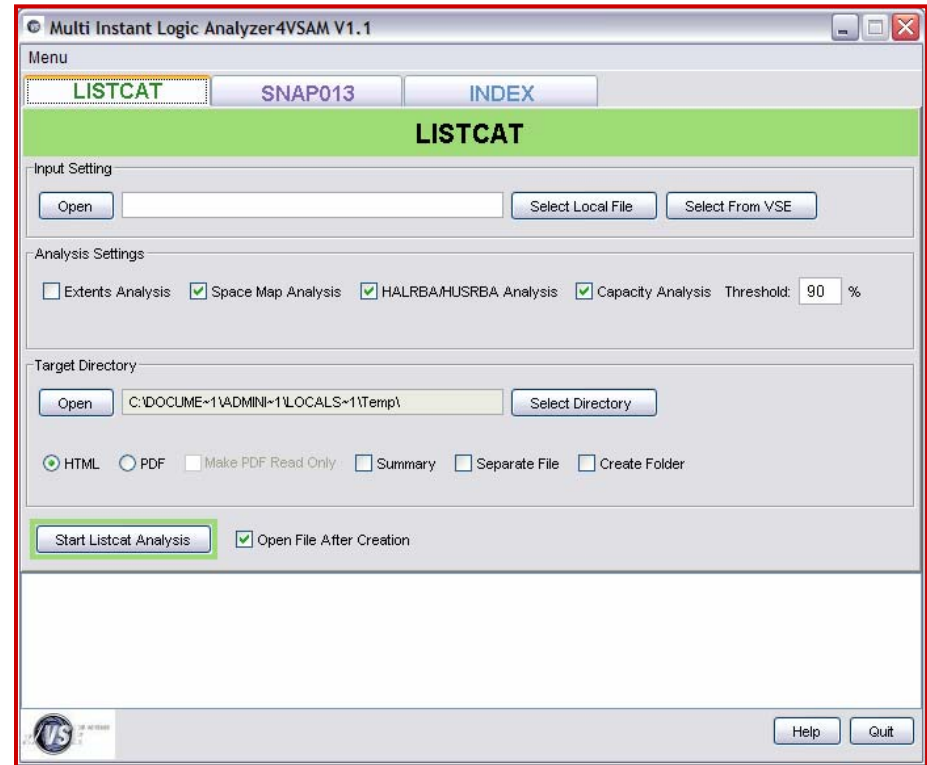 Multi Instant Logic Analyzer4VSAM V1.1
Menu
LISTCAT SNAP013 INDEX
LISTCAT
Input Setting
Open Select Local File Select From VSE
Analysis Settings
Extents Analysis Space Map Analysis HALRBA/HUSRBA Analysis Capacity Analysis Threshold: 90 %
Target Directory
Open C:\DOCUME~1\ADMINI~1\LOCALS~1\Temp\ Select Directory
HTML PDF Make PDF Read Only Summary Separate File Create Folder
Start Listcat Analysis Open File After Creation
VS
Help Quit